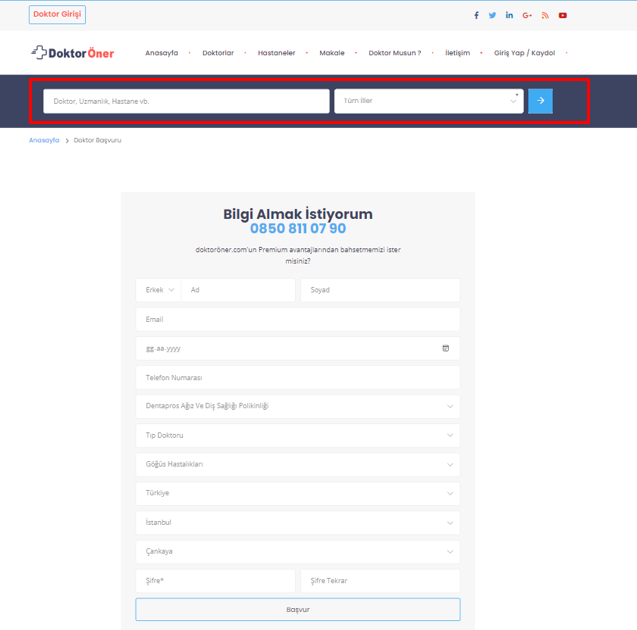 Doktor Girişi
DoktorÖner
Anasayfa
Doktorlar
Hastaneler
Makale
Doktor Musun ?
İletişim
Giriş Yap / Kaydol
Doktor, Uzmanlık, Hastane vb.
Tüm İller
Anasayfa > Doktor Başvuru
Bilgi Almak İstiyorum
0850 811 07 90
doktoröner.com'un Premium avantajlarından bahsetmemizi ister
misiniz?
Erkek Ad Soyad
Email
gg.aa.yyyy
Telefon Numarası
Dentapros Ağız Ve Diş Sağlığı Polikinliği
Tıp Doktoru
Göğüs Hastalıkları
Türkiye
İstanbul
Çankaya
Şifre* Şifre Tekrar
Başvur